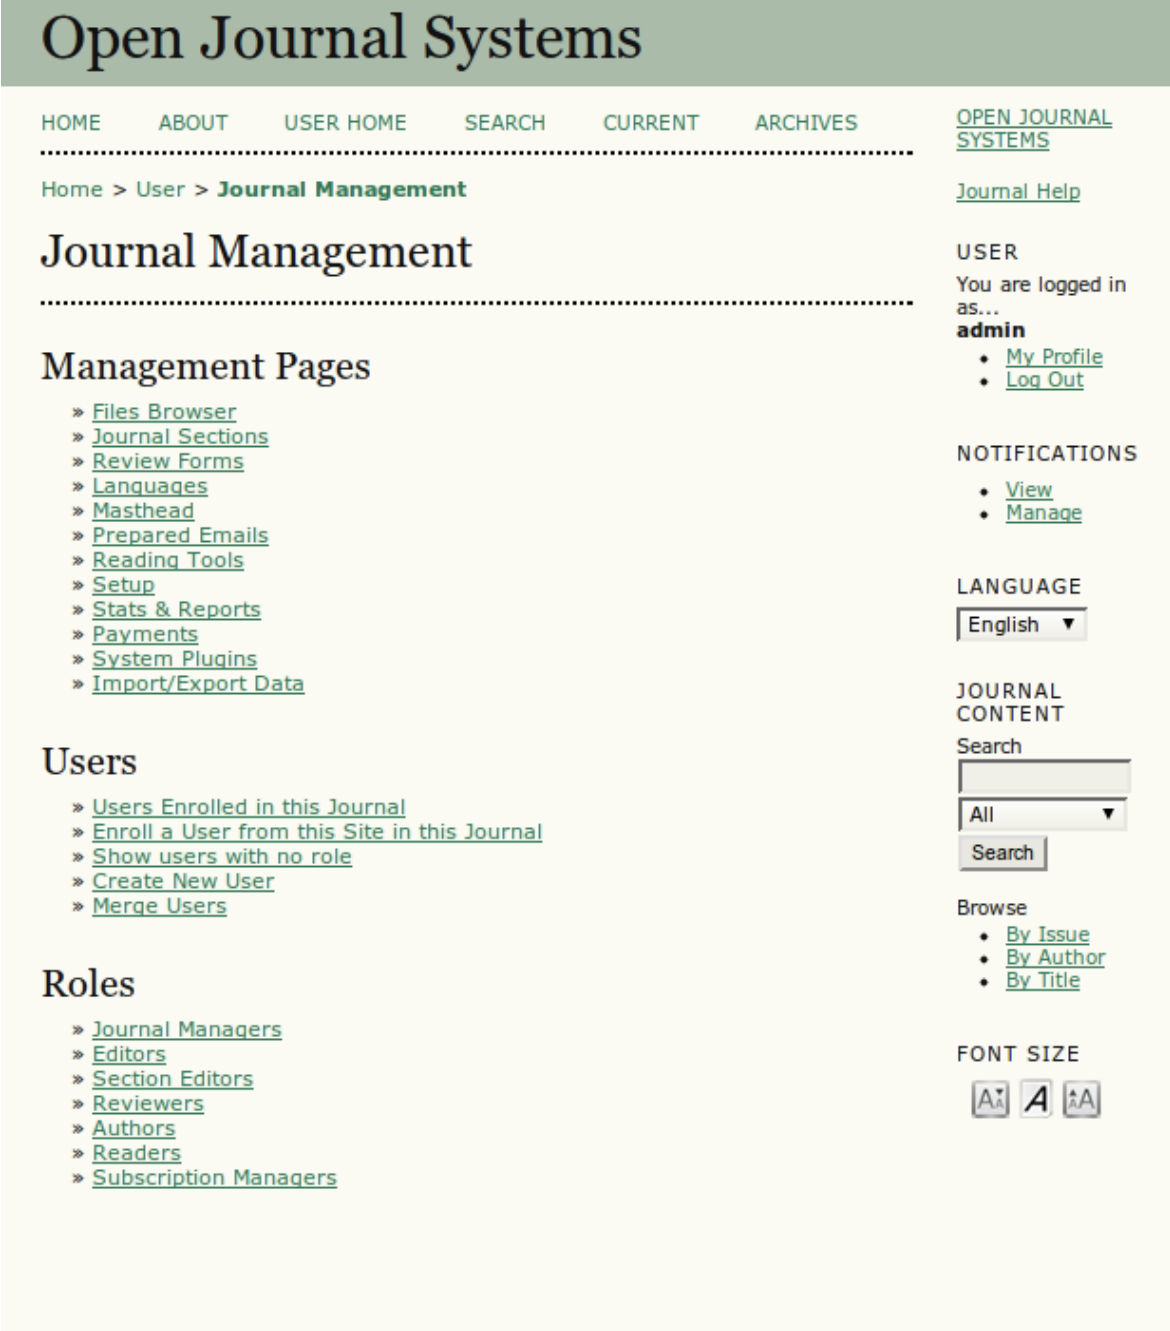 Open Journal Systems
HOME ABOUT USER HOME SEARCH CURRENT ARCHIVES
Home > User > Journal Management
Journal Management
Management Pages
» Files Browser
» Journal Sections
» Review Forms
» Languages
» Masthead
» Prepared Emails
» Reading Tools
» Setup
» Stats & Reports
» Payments
» System Plugins
» Import/Export Data
Users
» Users Enrolled in this Journal
» Enroll a User from this Site in this Journal
» Show users with no role
» Create New User
» Merge Users
Roles
» Journal Managers
» Editors
» Section Editors
» Reviewers
» Authors
» Readers
» Subscription Managers
OPEN JOURNAL
SYSTEMS
Journal Help
USER
You are logged in
as...
admin
• My Profile
• Log Out
NOTIFICATIONS
• View
• Manage
LANGUAGE
English
JOURNAL
CONTENT
Search
All
Search
Browse
• By Issue
• By Author
• By Title
FONT SIZE
AA A AA